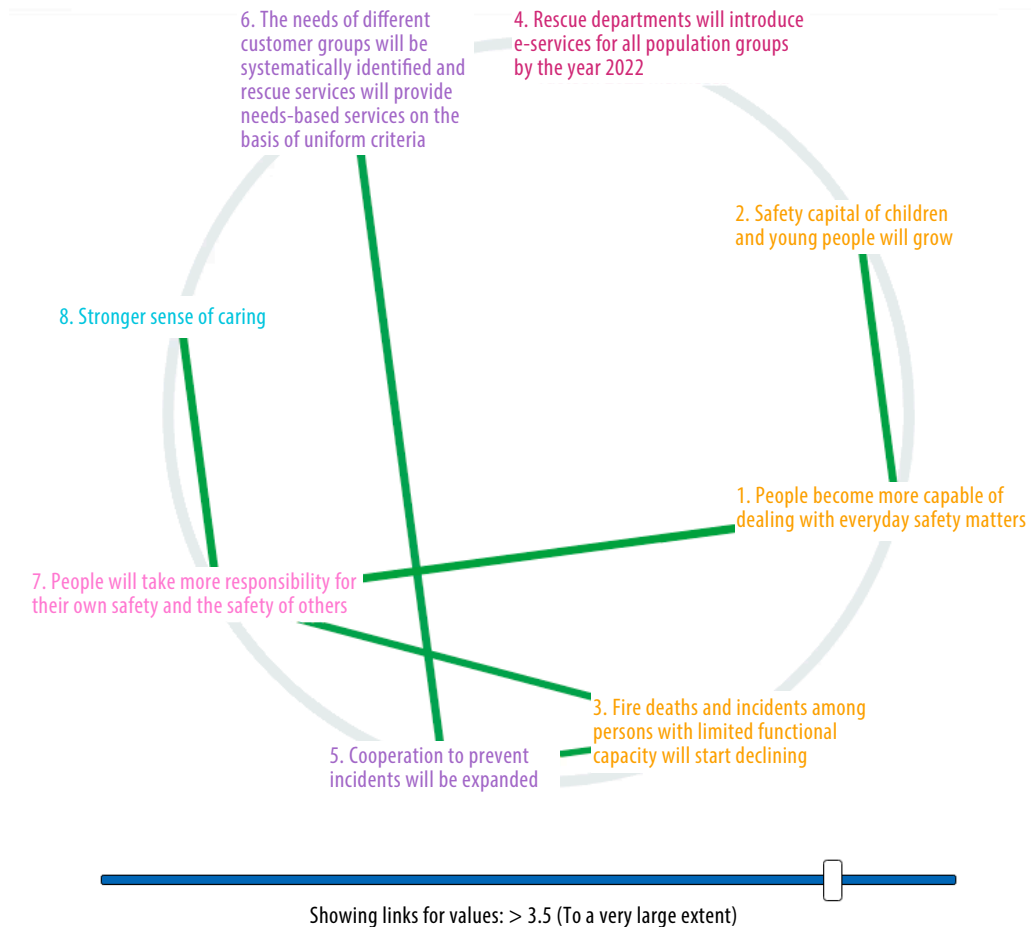 6. The needs of different
customer groups will be
systematically identified and
rescue services will provide
needs-based services on the
basis of uniform criteria
4. Rescue departments will introduce
e-services for all population groups
by the year 2022
2. Safety capital of children
and young people will grow
8. Stronger sense of caring
1. People become more capable of
dealing with everyday safety matters
7. People will take more responsibility for
their own safety and the safety of others
3. Fire deaths and incidents among
persons with limited functional
capacity will start declining
5. Cooperation to prevent
incidents will be expanded
Showing links for values: > 3.5 (To a very large extent)